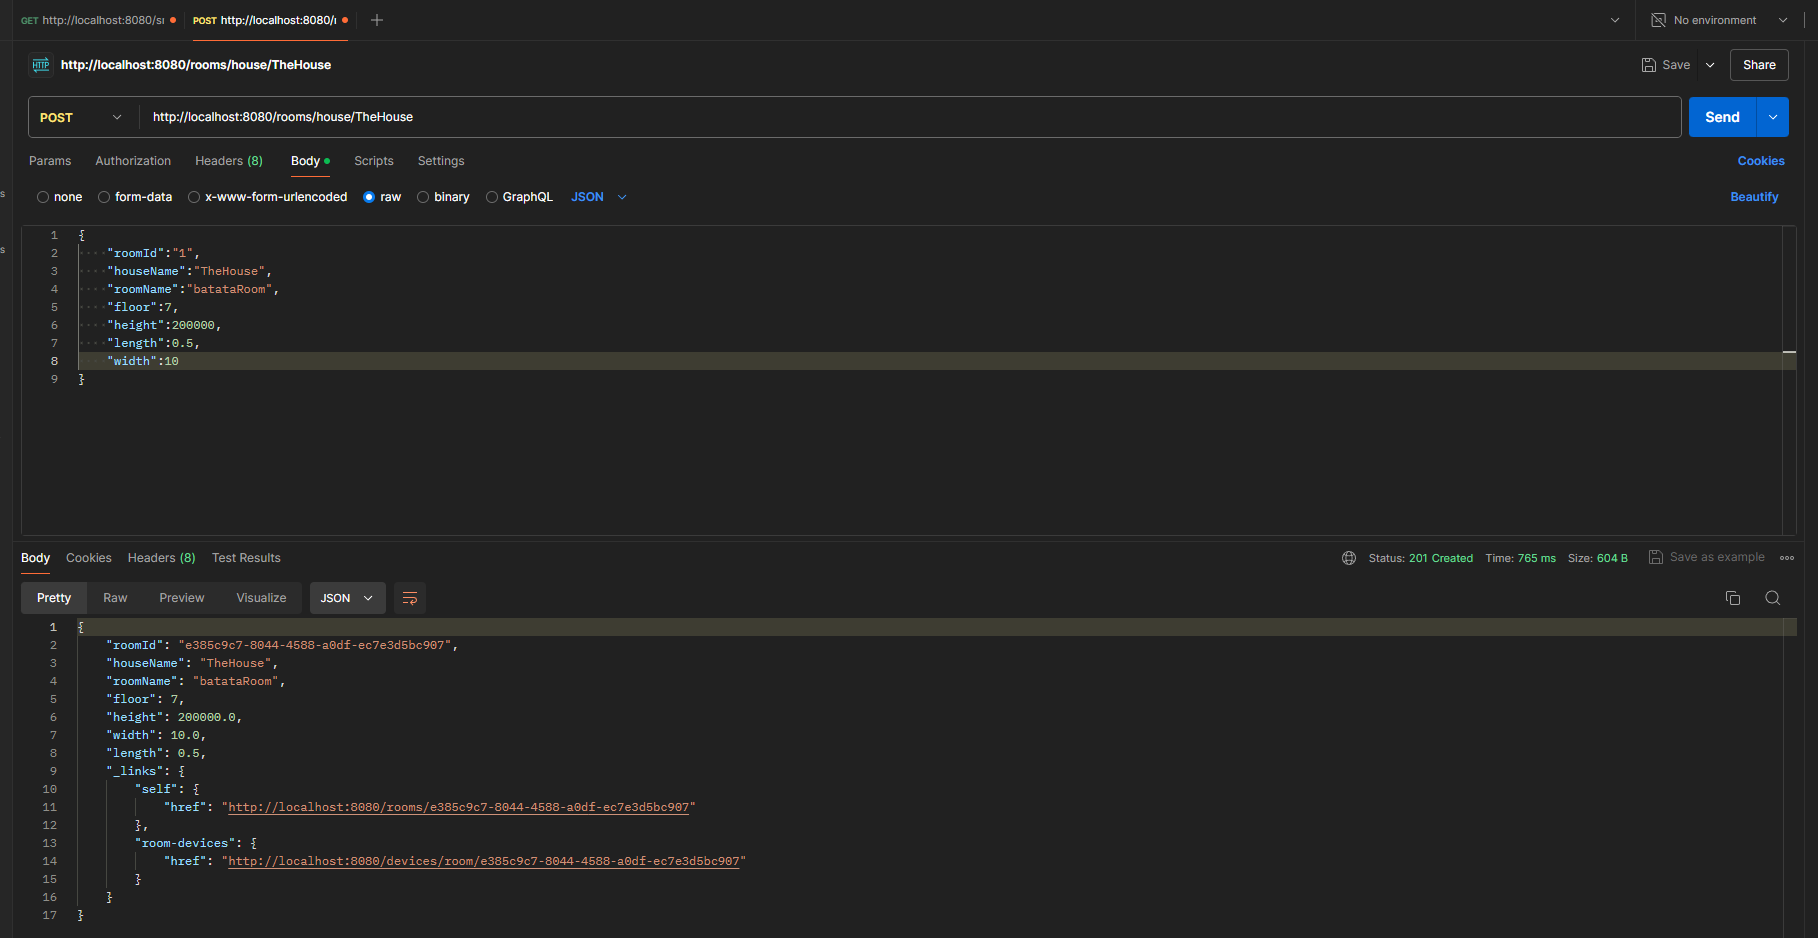 GET http://localhost:8080/s
POST http://localhost:8080/
No environment
HTTP http://localhost:8080/rooms/house/TheHouse
Save
Share
POST
http://localhost:8080/rooms/house/TheHouse
Send
Params Authorization Headers (8) Body Scripts Settings
Cookies
none form-data x-www-form-urlencoded raw binary GraphQL JSON
Beautify
1 {
2 "roomId":"1",
3 "houseName":"TheHouse",
4 "roomName":"batataRoom",
5 "floor":7,
6 "height":200000,
7 "length":0.5,
8 "width":10
9 }
Body Cookies Headers (8) Test Results
Status: 201 Created Time: 765 ms Size: 604 B Save as example
Pretty Raw Preview Visualize JSON
1 {
2 "roomId": "e385c9c7-8044-4588-a0df-ec7e3d5bc907",
3 "houseName": "TheHouse",
4 "roomName": "batataRoom",
5 "floor": 7,
6 "height": 200000.0,
7 "width": 10.0,
8 "length": 0.5,
9 "_links": {
10 "self": {
11 "href": "http://localhost:8080/rooms/e385c9c7-8044-4588-a0df-ec7e3d5bc907"
12 },
13 "room-devices": {
14 "href": "http://localhost:8080/devices/room/e385c9c7-8044-4588-a0df-ec7e3d5bc907"
15 }
16 }
17 }